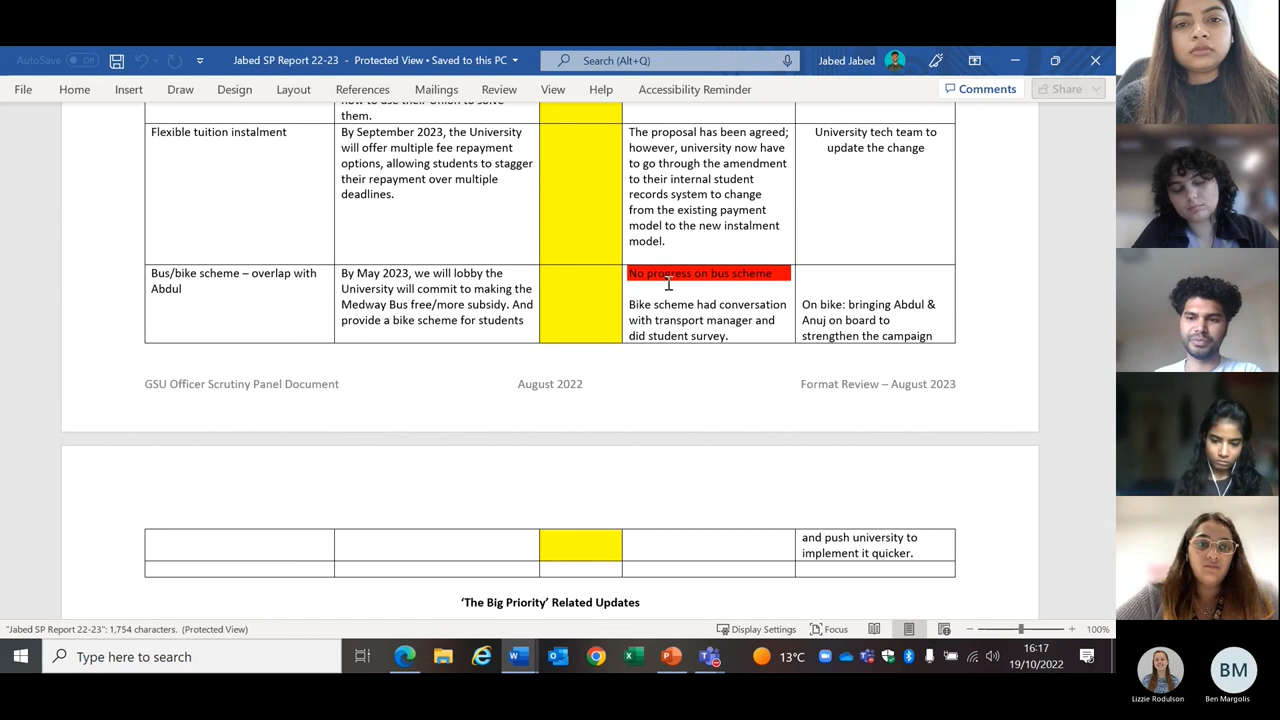 AutoSave Off
Jabed SP Report 22-23 - Protected View • Saved to this PC
Search (Alt+Q)
Jabed Jabed
File Home Insert Draw Design Layout References Mailings Review View Help Accessibility Reminder
Comments
Share
how to use their Union to solve
them.
Flexible tuition instalment
By September 2023, the University
will offer multiple fee repayment
options, allowing students to stagger
their repayment over multiple
deadlines.
The proposal has been agreed;
however, university now have
to go through the amendment
to their internal student
records system to change
from the existing payment
model to the new instalment
model.
University tech team to
update the change
Bus/bike scheme – overlap with
Abdul
By May 2023, we will lobby the
University will commit to making the
Medway Bus free/more subsidy. And
provide a bike scheme for students
No progress on bus scheme
Bike scheme had conversation
with transport manager and
did student survey.
On bike: bringing Abdul &
Anuj on board to
strengthen the campaign
GSU Officer Scrutiny Panel Document
August 2022
Format Review – August 2023
and push university to
implement it quicker.
‘The Big Priority’ Related Updates
"Jabed SP Report 22-23": 1,754 characters. (Protected View)
Display Settings
Focus
100%
Type here to search
13°C
16:17
19/10/2022
BM
Lizzie Rodulson
Ben Margolis